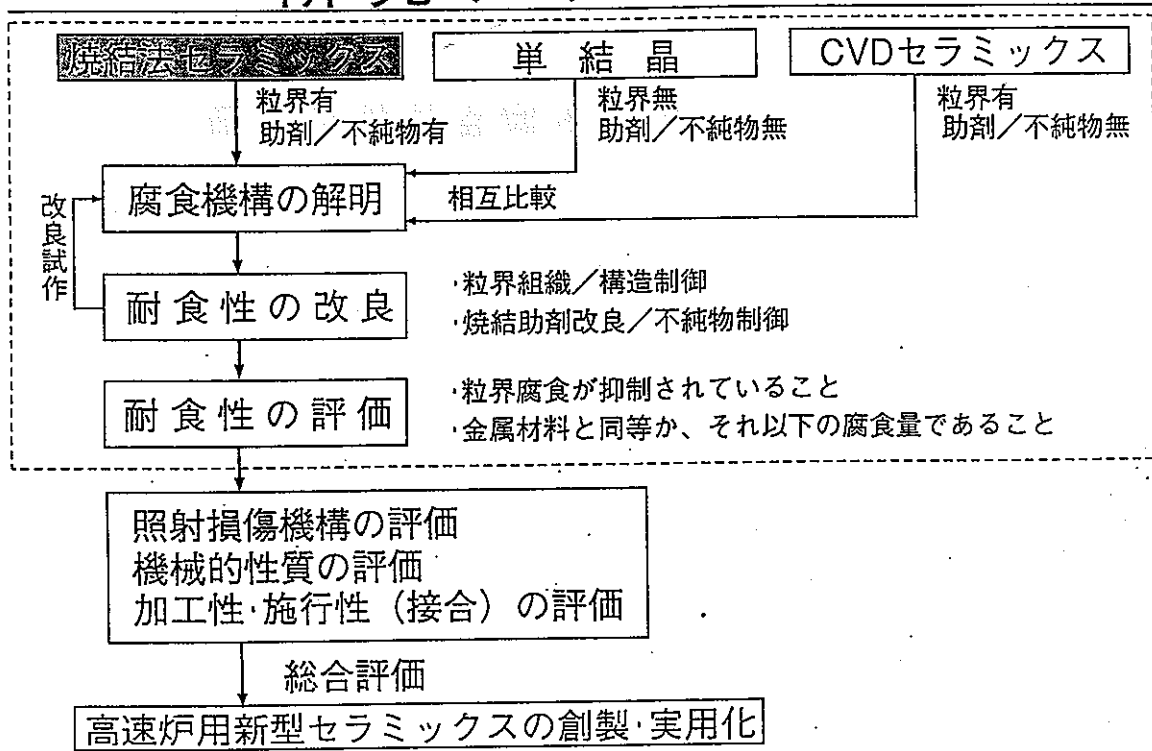 焼結法セラミックス
単結晶
CVDセラミックス
粒界有
助剤／不純物有
粒界無
助剤／不純物無
粒界有
助剤／不純物無
腐食機構の解明
相互比較
改良試作
耐食性の改良
・粒界組織／構造制御
・焼結助剤改良／不純物制御
耐食性の評価
・粒界腐食が抑制されていること
・金属材料と同等か、それ以下の腐食量であること
照射損傷機構の評価
機械的性質の評価
加工性・施行性（接合）の評価
総合評価
高速炉用新型セラミックスの創製・実用化